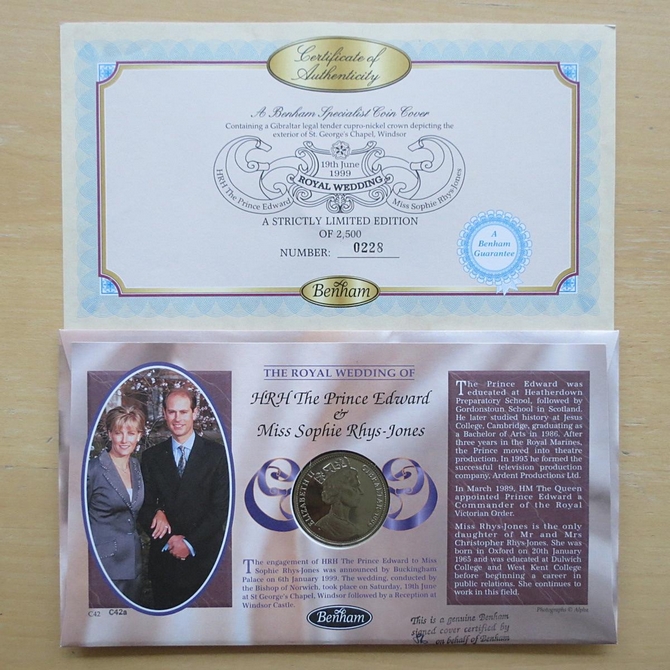 Certificate of
Authenticity
A Benham Specialist Coin Cover
Containing a Gibraltar legal tender cupro-nickel crown depicting the
exterior of St. George's Chapel, Windsor
19th June
1999
ROYAL WEDDING
HRH The Prince Edward
Miss Sophie Rhys-Jones
A STRICTLY LIMITED EDITION
OF 2,500
NUMBER: 0228
A
Benham
Guarantee
Benham
THE ROYAL WEDDING OF
HRH The Prince Edward
&
Miss Sophie Rhys-Jones
ELIZABETH II
GIBRALTAR
The engagement of HRH The Prince Edward to Miss
Sophie Rhys-Jones was announced by Buckingham
Palace on 6th January 1999. The wedding, conducted by
the Bishop of Norwich, took place on Saturday, 19th June
at St George's Chapel, Windsor followed by a Reception at
Windsor Castle.
Benham
The Prince Edward was
educated at Heatherdown
Preparatory School, followed by
Gordonstoun School in Scotland.
He later studied history at Jesus
College, Cambridge, graduating as
a Bachelor of Arts in 1986. After
three years in the Royal Marines,
the Prince moved into theatre
production. In 1993 he formed the
successful television production
company, Ardent Productions Ltd.
In March 1989, HM The Queen
appointed Prince Edward a
Commander of the Royal
Victorian Order.
Miss Rhys-Jones is the only
daughter of Mr and Mrs
Christopher Rhys-Jones. She was
born in Oxford on 20th January
1965 and was educated at Dulwich
College and West Kent College
before beginning a career in
public relations. She continues to
work in this field.
Photographs © Alpha
C42 C42a
This is a genuine Benham
signed cover certified by
on behalf of Benham